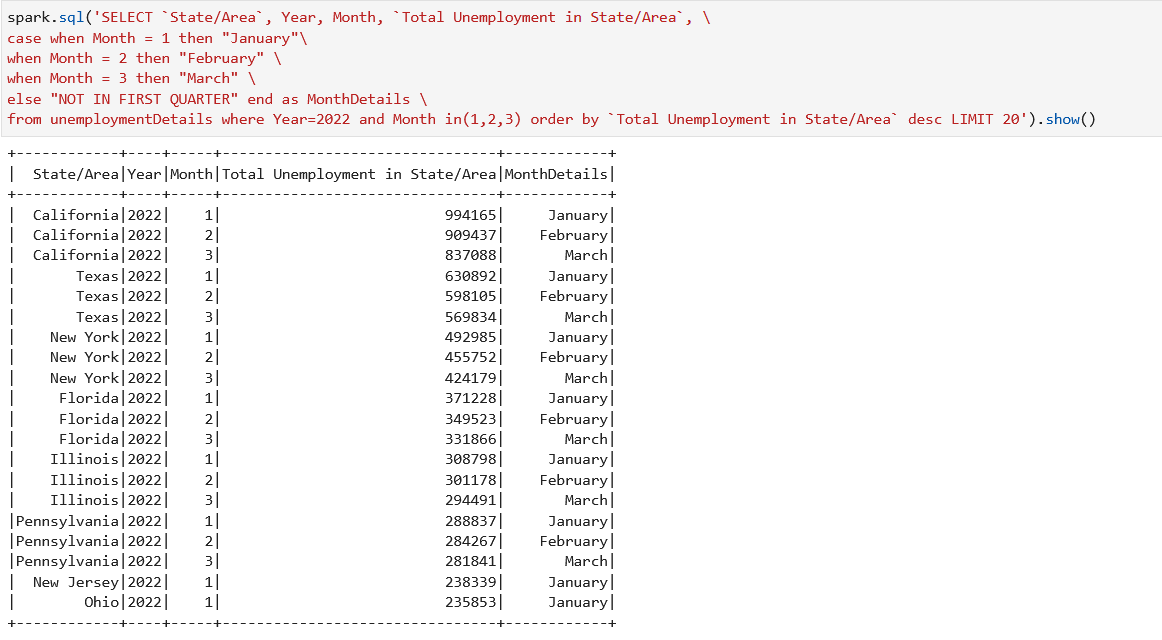 spark.sql('SELECT `State/Area`, Year, Month, `Total Unemployment in State/Area`, \
case when Month = 1 then "January"\
when Month = 2 then "February" \
when Month = 3 then "March" \
else "NOT IN FIRST QUARTER" end as MonthDetails \
from unemploymentDetails where Year=2022 and Month in(1,2,3) order by `Total Unemployment in State/Area` desc LIMIT 20').show()
+------------+----+-----+--------------------------------+------------+
|  State/Area|Year|Month|Total Unemployment in State/Area|MonthDetails|
+------------+----+-----+--------------------------------+------------+
|  California|2022|    1|                          994165|     January|
|  California|2022|    2|                          909437|    February|
|  California|2022|    3|                          837088|       March|
|       Texas|2022|    1|                          630892|     January|
|       Texas|2022|    2|                          598105|    February|
|       Texas|2022|    3|                          569834|       March|
|    New York|2022|    1|                          492985|     January|
|    New York|2022|    2|                          455752|    February|
|    New York|2022|    3|                          424179|       March|
|     Florida|2022|    1|                          371228|     January|
|     Florida|2022|    2|                          349523|    February|
|     Florida|2022|    3|                          331866|       March|
|    Illinois|2022|    1|                          308798|     January|
|    Illinois|2022|    2|                          301178|    February|
|    Illinois|2022|    3|                          294491|       March|
|Pennsylvania|2022|    1|                          288837|     January|
|Pennsylvania|2022|    2|                          284267|    February|
|Pennsylvania|2022|    3|                          281841|       March|
|  New Jersey|2022|    1|                          238339|     January|
|        Ohio|2022|    1|                          235853|     January|
+------------+----+-----+--------------------------------+------------+